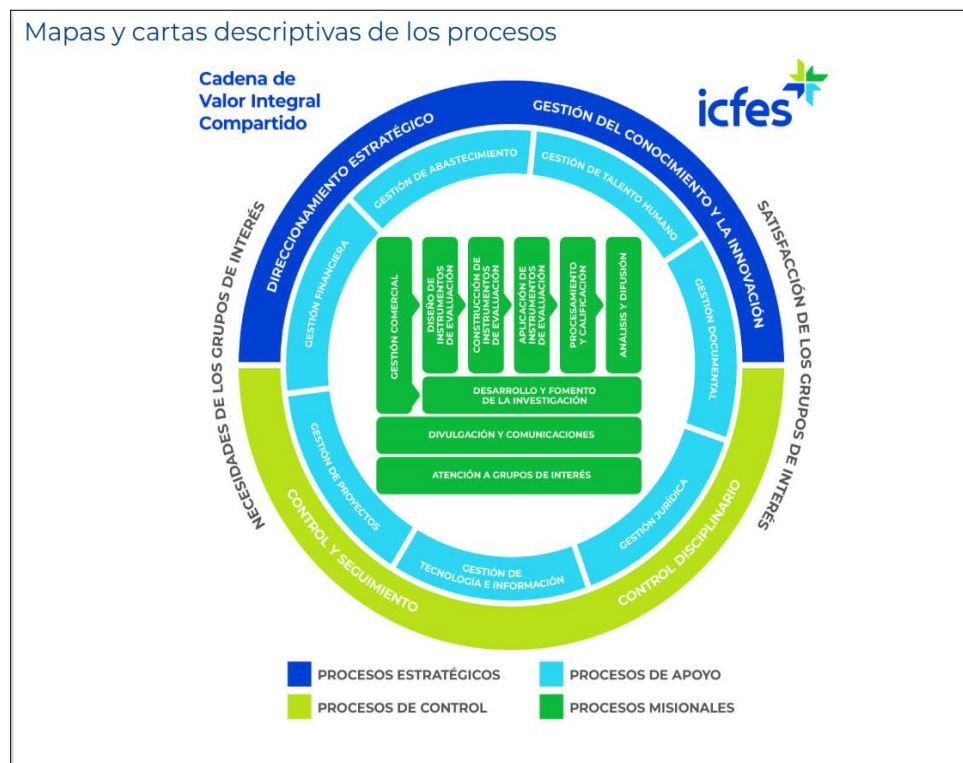 Mapas y cartas descriptivas de los procesos
Cadena de
Valor Integral
Compartido
icfes
NECESIDADES DE LOS GRUPOS DE INTERÉS
DIRECCIONAMIENTO ESTRATÉGICO
GESTIÓN DEL CONOCIMIENTO Y LA INNOVACIÓN
SATISFACCIÓN DE LOS GRUPOS DE INTERÉS
GESTIÓN FINANCIERA
GESTIÓN DE ABASTECIMIENTO
GESTIÓN DE TALENTO HUMANO
GESTIÓN DOCUMENTAL
GESTIÓN JURÍDICA
GESTIÓN DE
TECNOLOGÍA E INFORMACIÓN
GESTIÓN DE PROYECTOS
GESTIÓN COMERCIAL
DISEÑO DE
INSTRUMENTOS
DE EVALUACIÓN
CONSTRUCCIÓN DE
INSTRUMENTOS
DE EVALUACIÓN
APLICACIÓN DE
INSTRUMENTOS
DE EVALUACIÓN
PROCESAMIENTO
Y CALIFICACIÓN
ANÁLISIS Y DIFUSIÓN
DESARROLLO Y FOMENTO
DE LA INVESTIGACIÓN
DIVULGACIÓN Y COMUNICACIONES
ATENCIÓN A GRUPOS DE INTERÉS
CONTROL Y SEGUIMIENTO
CONTROL DISCIPLINARIO
PROCESOS ESTRATÉGICOS
PROCESOS DE APOYO
PROCESOS DE CONTROL
PROCESOS MISIONALES